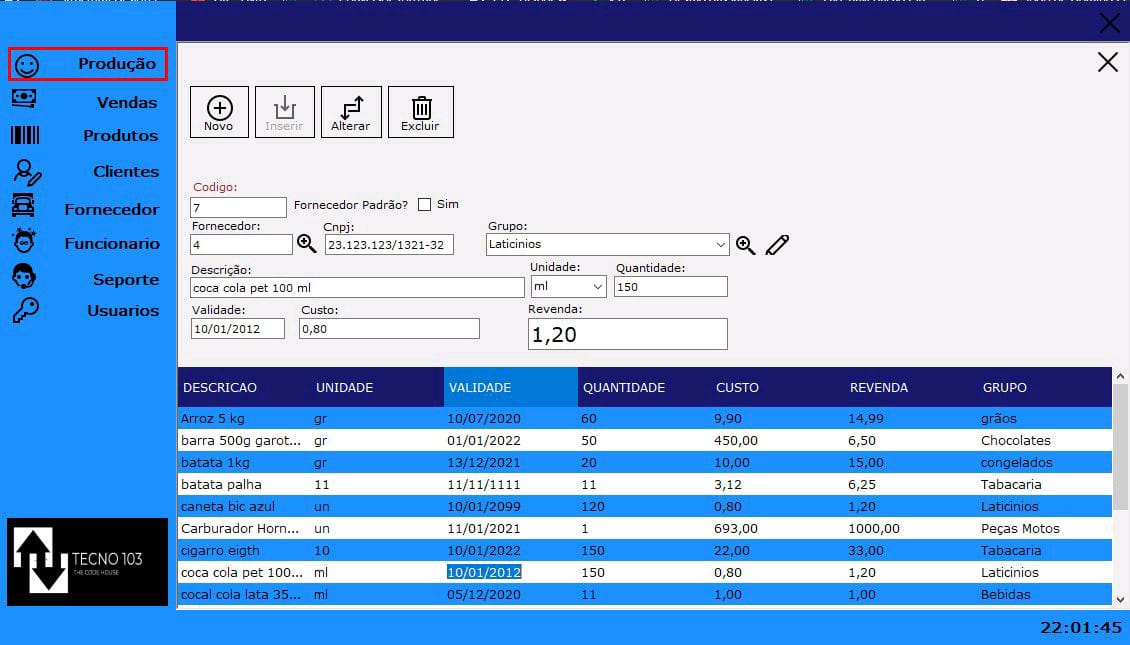 Produção
Vendas
Produtos
Clientes
Fornecedor
Funcionario
Seporte
Usuarios
TECNO 103
THE CODE HOUSE
Novo Inserir Alterar Excluir
Codigo:
7 Fornecedor Padrão? Sim
Fornecedor: Cnpj: Grupo:
4 23.123.123/1321-32 Laticinios
Descrição: Unidade: Quantidade:
coca cola pet 100 ml ml 150
Validade: Custo: Revenda:
10/01/2012 0,80 1,20
DESCRICAO UNIDADE VALIDADE QUANTIDADE CUSTO REVENDA GRUPO
Arroz 5 kg gr 10/07/2020 60 9,90 14,99 grãos
barra 500g garot... gr 01/01/2022 50 450,00 6,50 Chocolates
batata 1kg gr 13/12/2021 20 10,00 15,00 congelados
batata palha 11 11/11/1111 11 3,12 6,25 Tabacaria
caneta bic azul un 10/01/2099 120 0,80 1,20 Laticinios
Carburador Horn... un 11/01/2021 1 693,00 1000,00 Peças Motos
cigarro eigth 10 10/01/2022 150 22,00 33,00 Tabacaria
coca cola pet 100... ml 10/01/2012 150 0,80 1,20 Laticinios
cocal cola lata 35... ml 05/12/2020 11 1,00 1,00 Bebidas
22:01:45